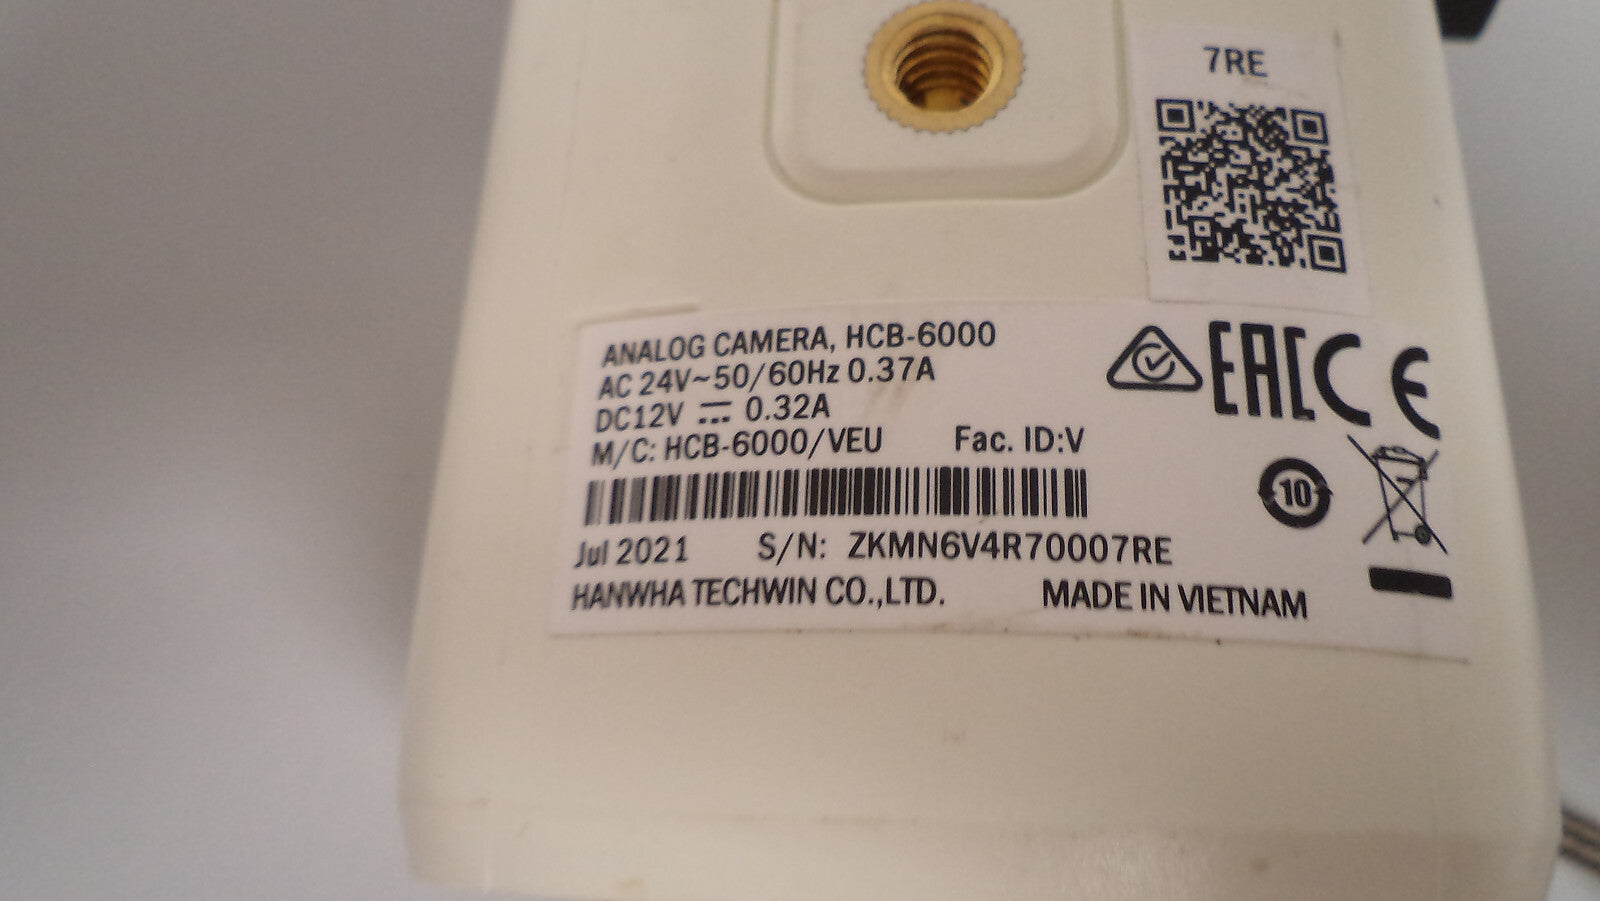 7RE
ANALOG CAMERA, HCB-6000
AC 24V~50/60Hz 0.37A
DC12V ⎓ 0.32A
M/C: HCB-6000/VEU Fac. ID:V
EAC CE
10
Jul 2021 S/N: ZKMN6V4R70007RE
HANWHA TECHWIN CO.,LTD. MADE IN VIETNAM